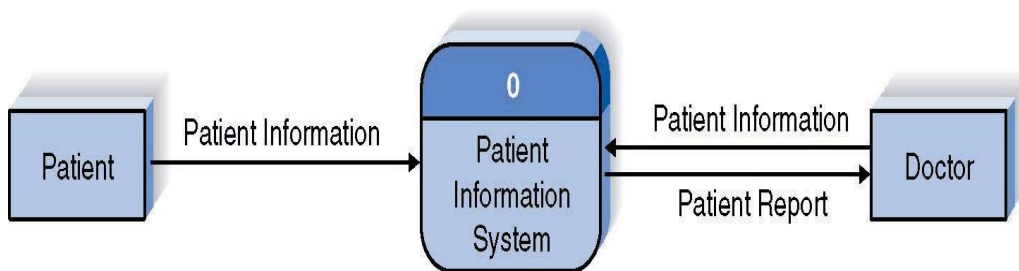 0
Patient Information
Patient Information
Patient
Patient
Information
System
Doctor
Patient Report